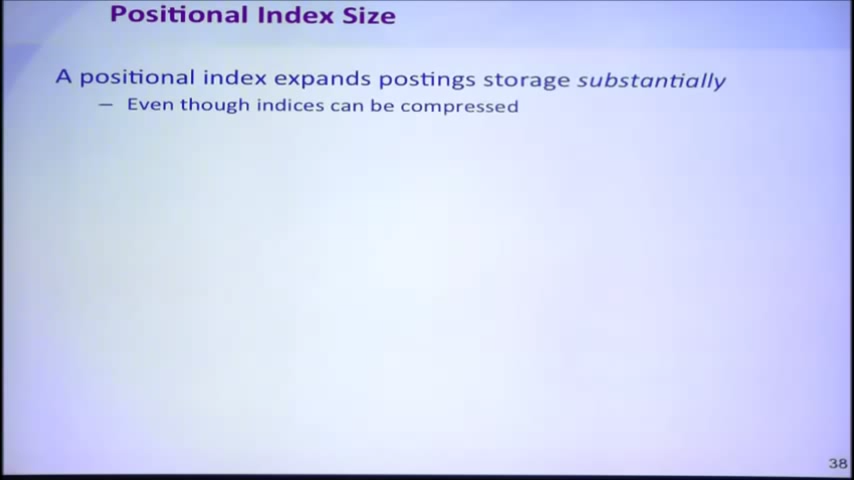 Positional Index Size
A positional index expands postings storage substantially
— Even though indices can be compressed
38